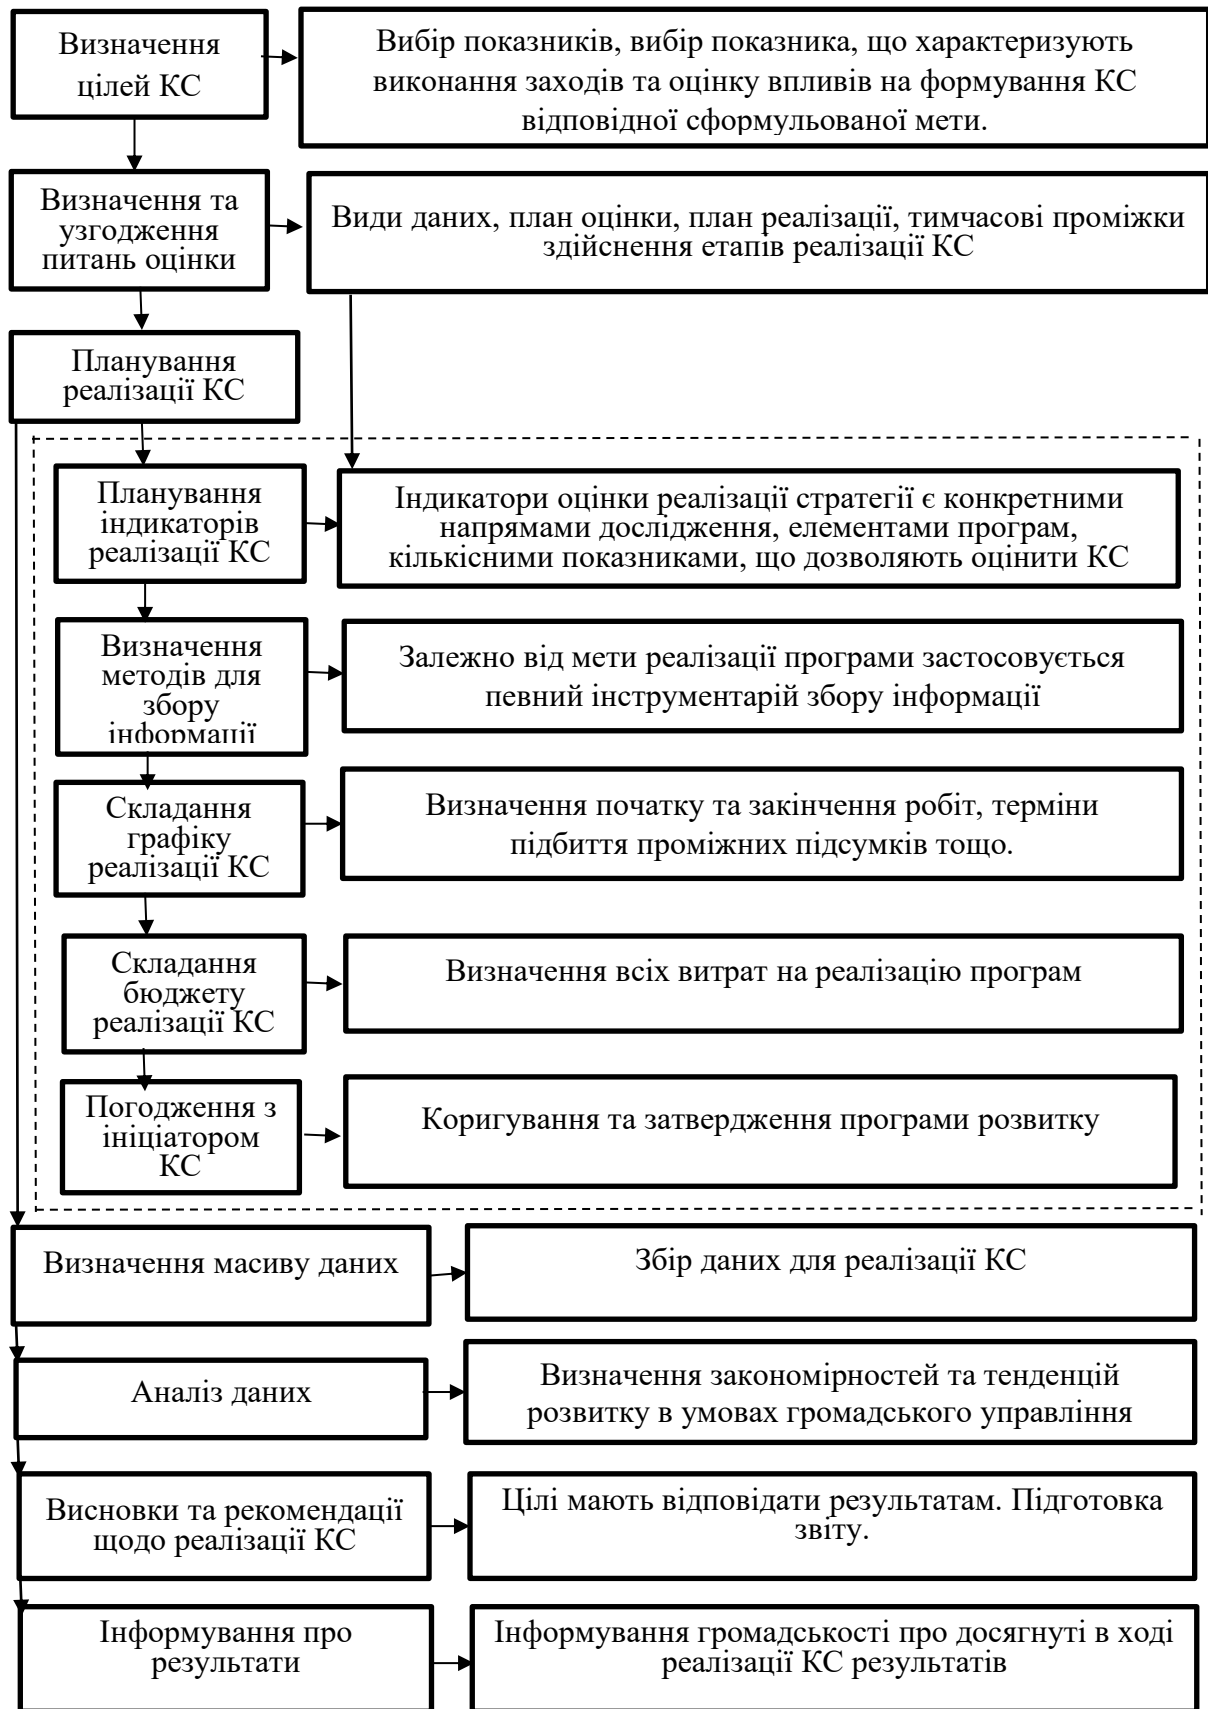 Визначення
цілей КС
Вибір показників, вибір показника, що характеризують
виконання заходів та оцінку впливів на формування КС
відповідної сформульованої мети.
Визначення та
узгодження
питань оцінки
Види даних, план оцінки, план реалізації, тимчасові проміжки
здійснення етапів реалізації КС
Планування
реалізації КС
Планування
індикаторів
реалізації КС
Індикатори оцінки реалізації стратегії є конкретними
напрямами дослідження, елементами програм,
кількісними показниками, що дозволяють оцінити КС
Визначення
методів для
збору
інформації
Залежно від мети реалізації програми застосовується
певний інструментарій збору інформації
Складання
графіку
реалізації КС
Визначення початку та закінчення робіт, терміни
підбиття проміжних підсумків тощо.
Складання
бюджету
реалізації КС
Визначення всіх витрат на реалізацію програм
Погодження з
ініціатором
КС
Коригування та затвердження програми розвитку
Визначення масиву даних
Збір даних для реалізації КС
Аналіз даних
Визначення закономірностей та тенденцій
розвитку в умовах громадського управління
Висновки та рекомендації
щодо реалізації КС
Цілі мають відповідати результатам. Підготовка
звіту.
Інформування про
результати
Інформування громадськості про досягнуті в ході
реалізації КС результатів